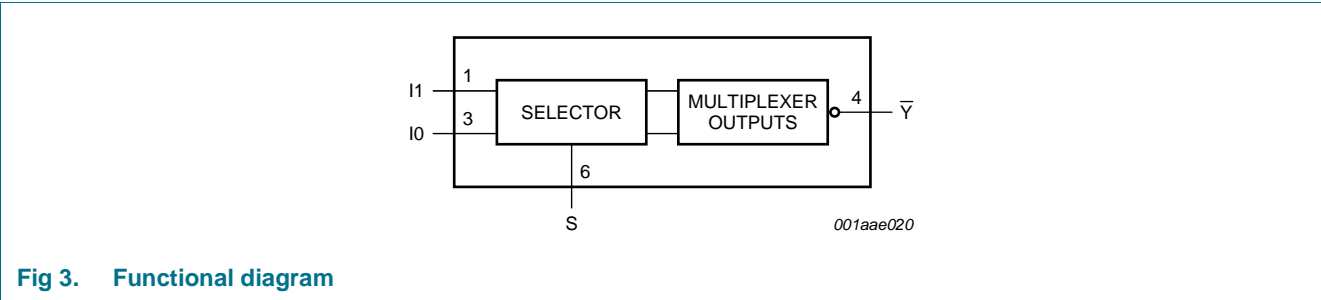 I1
1
I0
3
SELECTOR
MULTIPLEXER
OUTPUTS
4
Y̅
6
S
001aae020
Fig 3. Functional diagram